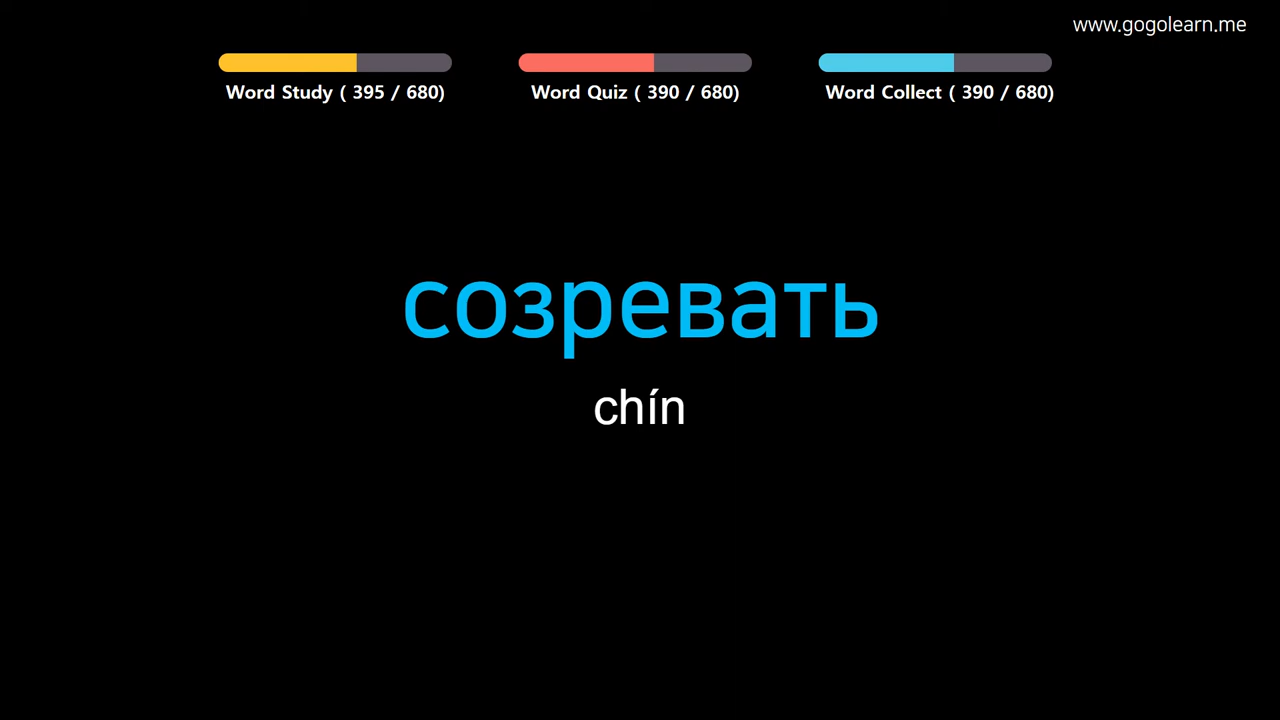 www.gogolearn.me
Word Study ( 395 / 680)
Word Quiz ( 390 / 680)
Word Collect ( 390 / 680)
созревать
chín